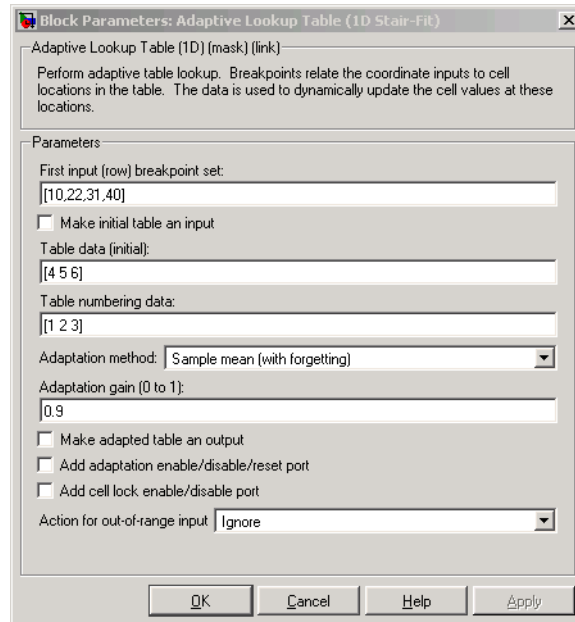 Block Parameters: Adaptive Lookup Table (1D Stair-Fit)
Adaptive Lookup Table (1D) (mask) (link)
Perform adaptive table lookup. Breakpoints relate the coordinate inputs to cell
locations in the table. The data is used to dynamically update the cell values at these
locations.
Parameters
First input (row) breakpoint set:
[10,22,31,40]
Make initial table an input
Table data (initial):
[4 5 6]
Table numbering data:
[1 2 3]
Adaptation method: Sample mean (with forgetting)
Adaptation gain (0 to 1):
0.9
Make adapted table an output
Add adaptation enable/disable/reset port
Add cell lock enable/disable port
Action for out-of-range input Ignore
OK Cancel Help Apply